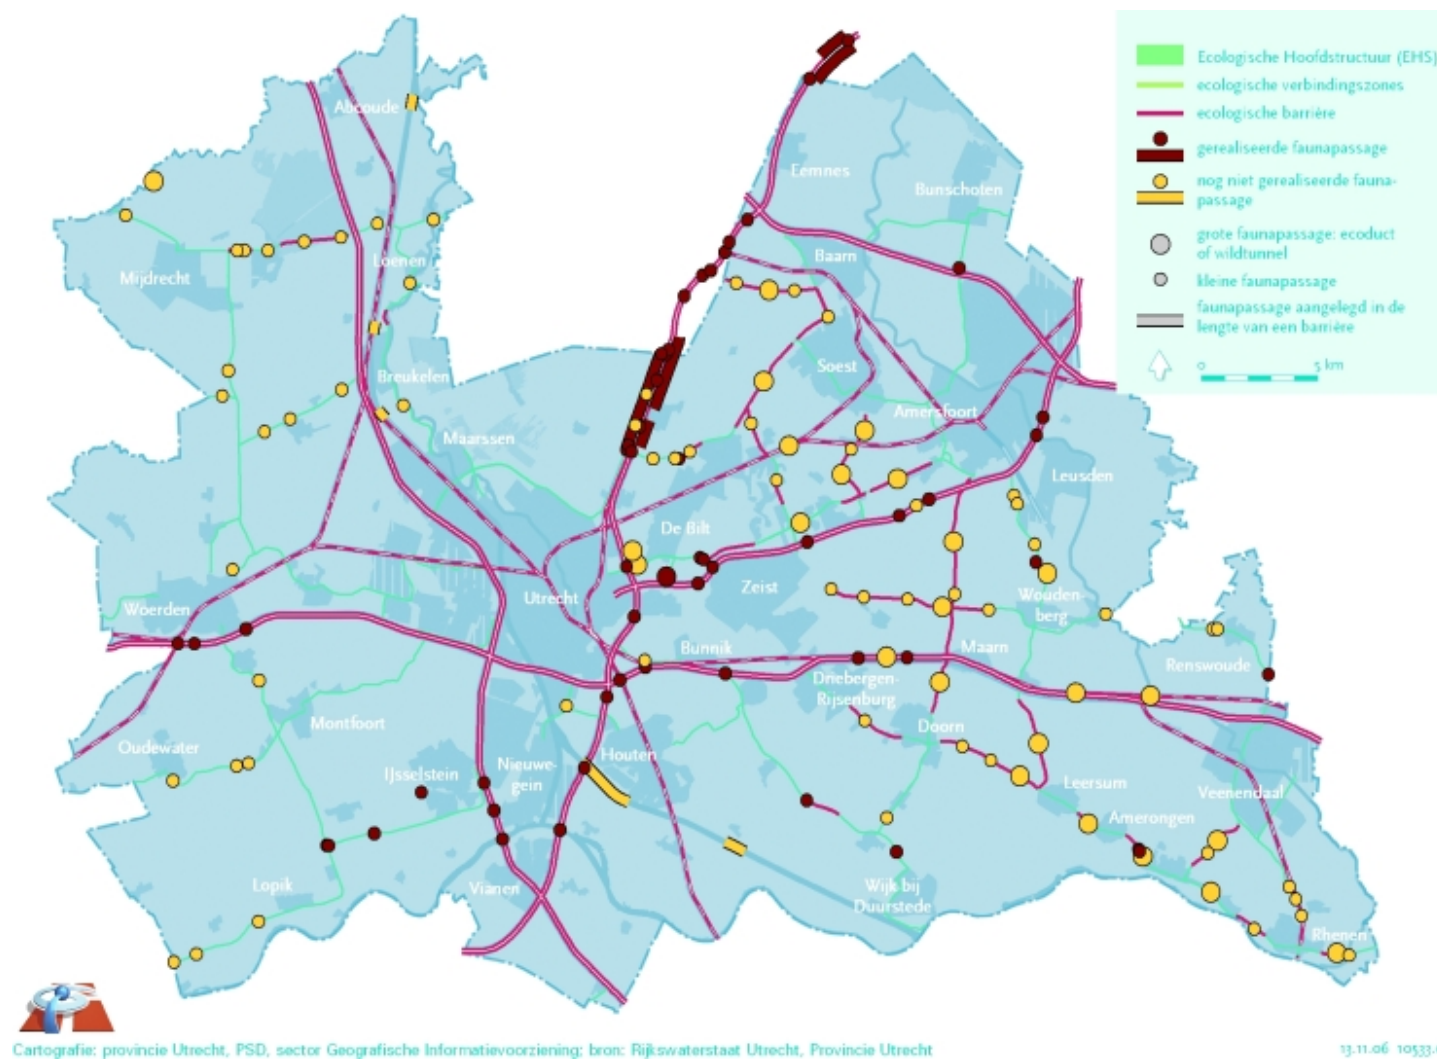 Ecologische Hoofdstructuur (EHS)
ecologische verbindingszones
ecologische barrière
gerealiseerde faunapassage
nog niet gerealiseerde fauna-
passage
grote faunapassage: ecoduct
of wildtunnel
kleine faunapassage
faunapassage aangelegd in de
lengte van een barrière
0 5 km
Abcoude
Eemnes
Bunschoten
Baarn
Loenen
Mijdrecht
Breukelen
Soest
Amersfoort
Maarssen
Leusden
De Bilt
Zeist
Utrecht
Woerden
Wouden-
berg
Bunnik
Maarn
Renswoude
Driebergen-
Rijsenburg
Montfoort
Doorn
Oudewater
Houten
IJsselstein
Nieuwe-
gein
Leersum
Veenendaal
Amerongen
Lopik
Vianen
Wijk bij
Duurstede
Rhenen
Cartografie: provincie Utrecht, PSD, sector Geografische Informatievoorziening; bron: Rijkswaterstaat Utrecht, Provincie Utrecht
13.11.06 10533.